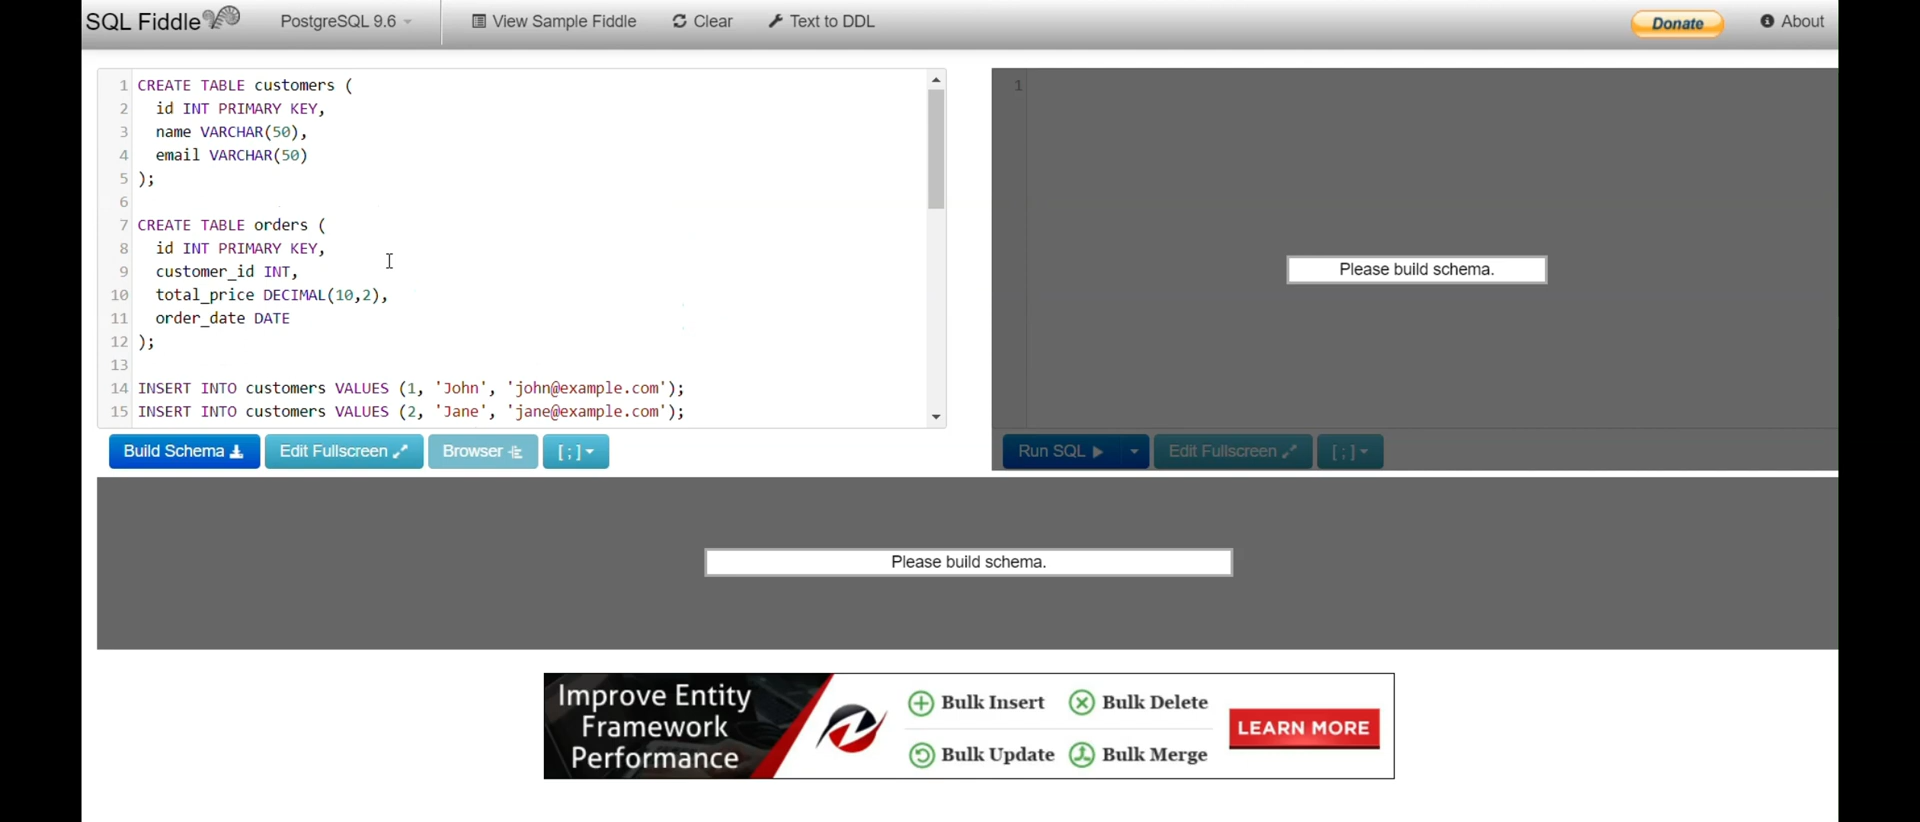 SQL Fiddle
PostgreSQL 9.6
View Sample Fiddle
Clear
Text to DDL
Donate
About
1 CREATE TABLE customers (
2 id INT PRIMARY KEY,
3 name VARCHAR(50),
4 email VARCHAR(50)
5 );
6
7 CREATE TABLE orders (
8 id INT PRIMARY KEY,
9 customer_id INT,
10 total_price DECIMAL(10,2),
11 order_date DATE
12 );
13
14 INSERT INTO customers VALUES (1, 'John', 'john@example.com');
15 INSERT INTO customers VALUES (2, 'Jane', 'jane@example.com');
Build Schema
Edit Fullscreen
Browser
[ ; ]
1
Please build schema.
Run SQL
Edit Fullscreen
[ ; ]
Please build schema.
Improve Entity
Framework
Performance
Bulk Insert
Bulk Delete
Bulk Update
Bulk Merge
LEARN MORE